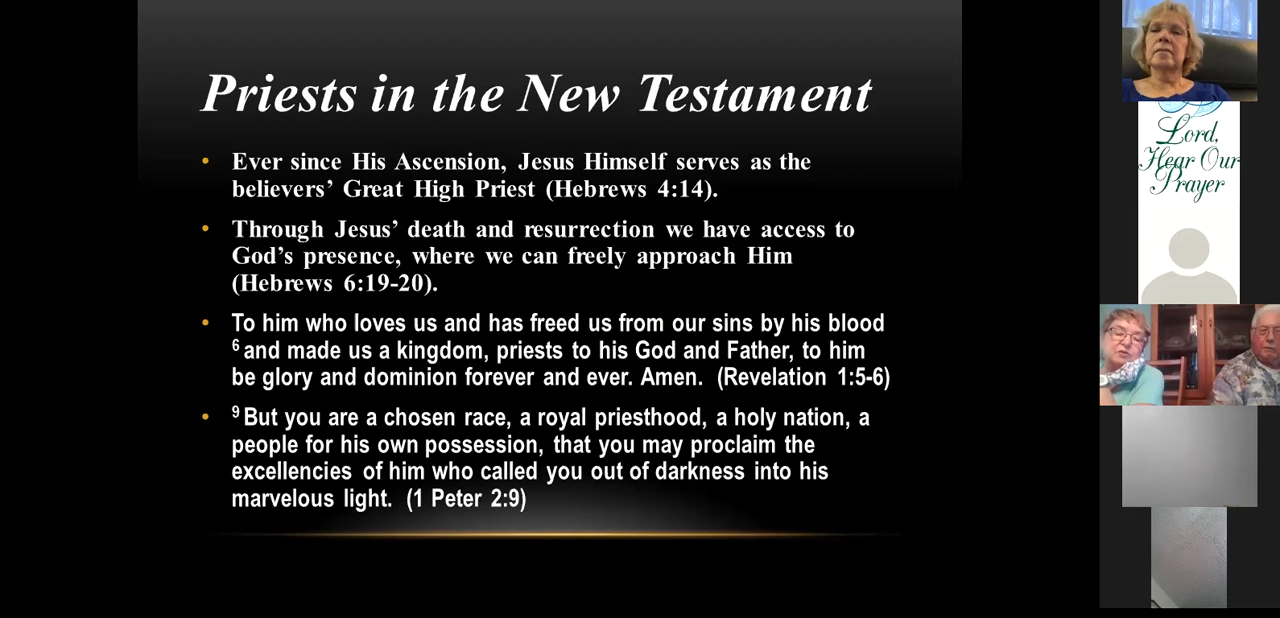 Priests in the New Testament
• Ever since His Ascension, Jesus Himself serves as the
believers’ Great High Priest (Hebrews 4:14).
• Through Jesus’ death and resurrection we have access to
God’s presence, where we can freely approach Him
(Hebrews 6:19-20).
• To him who loves us and has freed us from our sins by his blood
6 and made us a kingdom, priests to his God and Father, to him
be glory and dominion forever and ever. Amen. (Revelation 1:5-6)
• 9 But you are a chosen race, a royal priesthood, a holy nation, a
people for his own possession, that you may proclaim the
excellencies of him who called you out of darkness into his
marvelous light. (1 Peter 2:9)
Lord,
Hear Our
Prayer